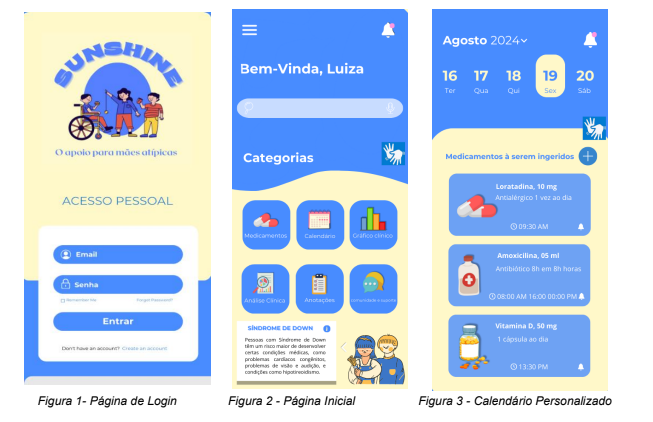 SUNSHINE
O apoio para mães atípicas
ACESSO PESSOAL
Email
Senha
Remember me
Forgot Password?
Entrar
Don't have an account? Create an account
Figura 1- Página de Login
Bem-Vinda, Luiza
Categorias
Medicamentos
Calendário
Gráfico clínico
Análise Clínica
Anotações
Comunidade e suporte
SÍNDROME DE DOWN
Pessoas com Síndrome de Down
têm um risco maior de desenvolver
certas condições médicas, como
problemas cardíacos congênitos,
problemas de visão e audição, e
condições como hipotireoidismo.
Figura 2 - Página Inicial
Agosto 2024
16 17 18 19 20
Ter Qua Qui Sex Sáb
Medicamentos à serem ingeridos
Loratadina, 10 mg
Antialérgico 1 vez ao dia
09:30 AM
Amoxicilina, 05 ml
Antibiótico 8h em 8h horas
08:00 AM 16:00 00:00 PM
Vitamina D, 50 mg
1 cápsula ao dia
13:30 PM
Figura 3 - Calendário Personalizado